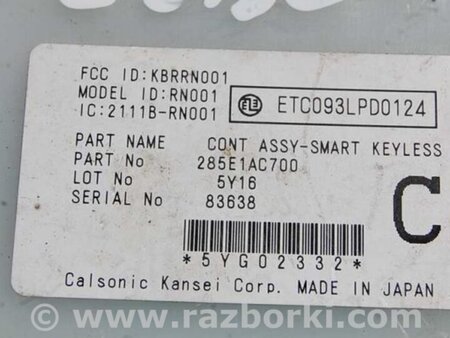 FCC ID:KBRRN001
MODEL ID:RN001
IC:2111B-RN001
ETC093LPD0124
PART NAME CONT ASSY-SMART KEYLESS
PART No 285E1AC700
LOT No 5Y16
SERIAL No 83638
C
*5YG02332*
Calsonic Kansei Corp. MADE IN JAPAN
www.razborki.com